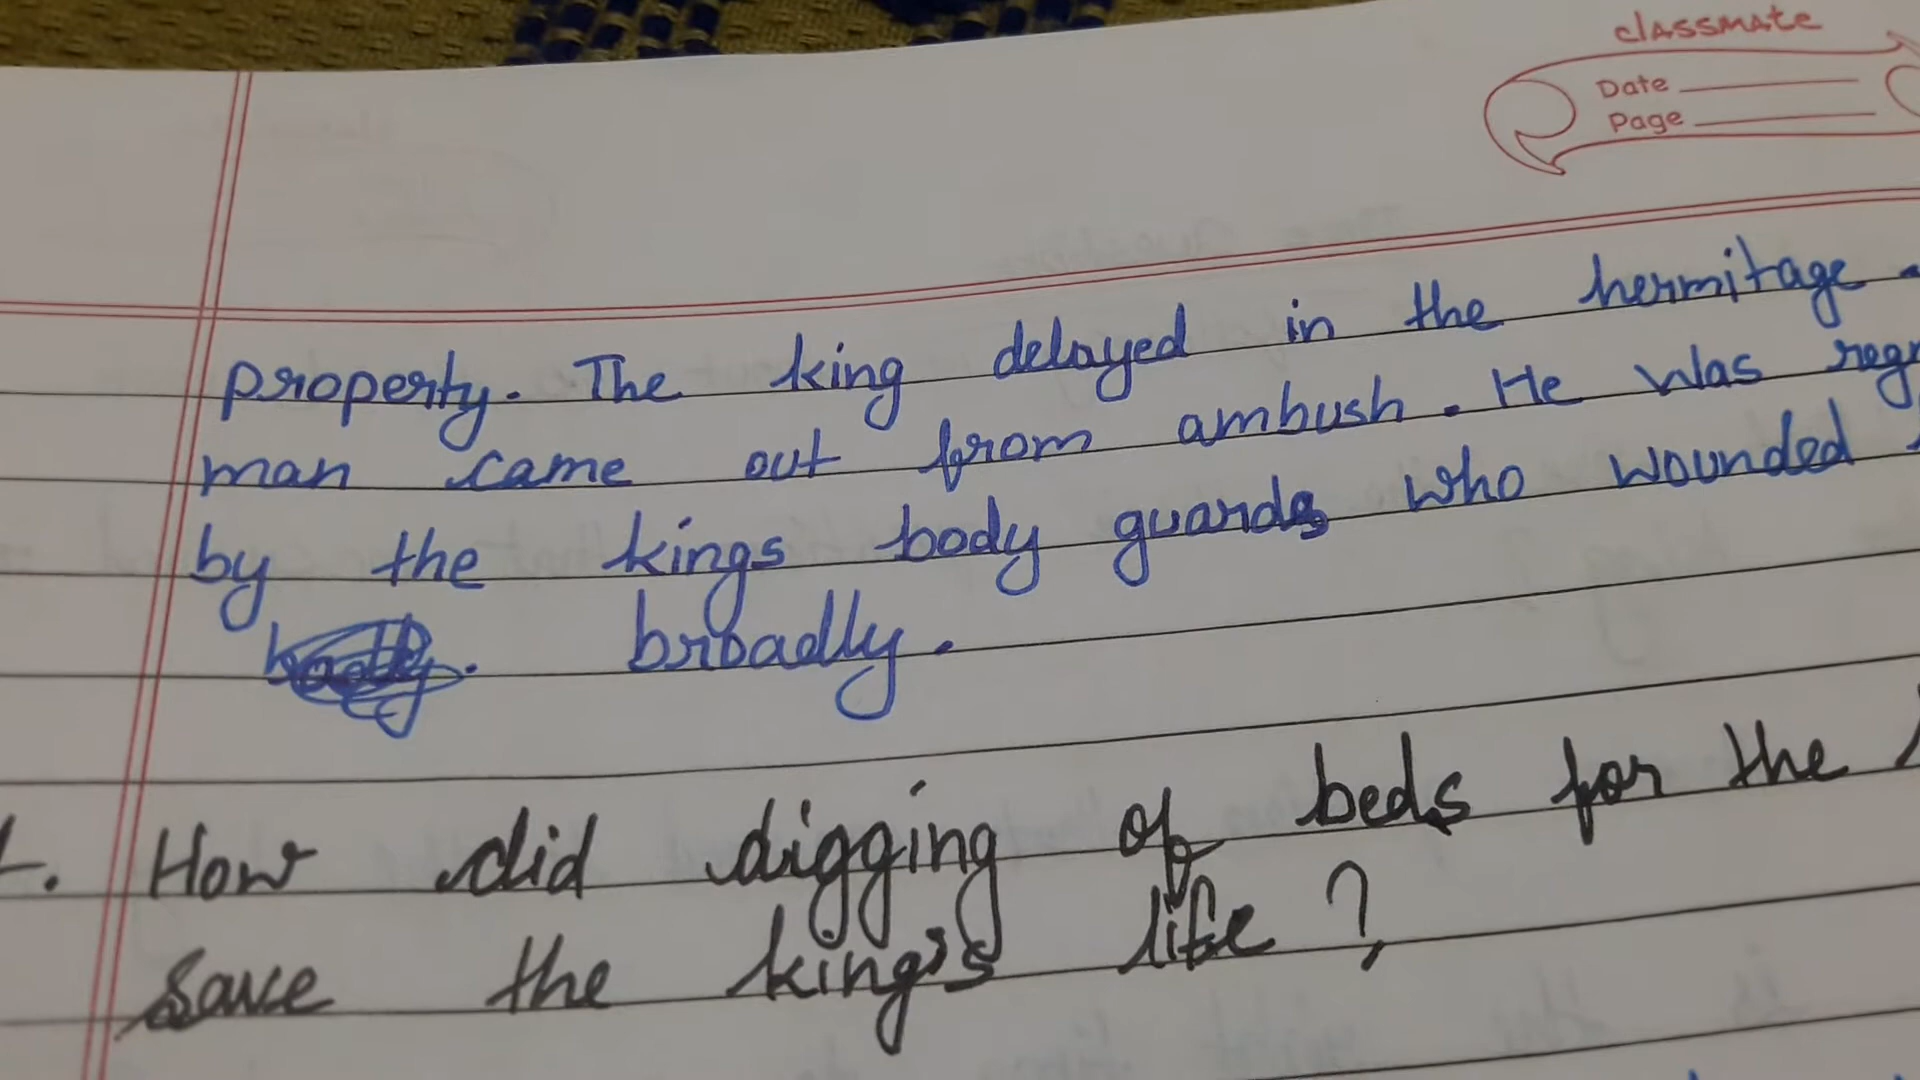 classmate
Date
Page
property. The king delayed in the hermitage
man came out from ambush. He was
by the kings body guards who wounded
broadly.
How did digging of beds for the
save the king's life?